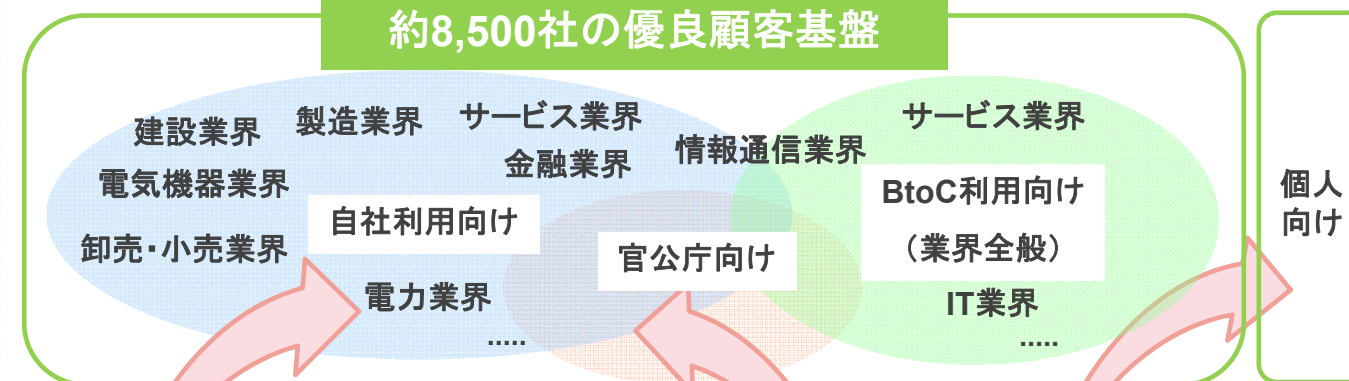 約8,500社の優良顧客基盤
建設業界
製造業界
サービス業界
金融業界
情報通信業界
電気機器業界
卸売・小売業界
自社利用向け
電力業界
.....
官公庁向け
サービス業界
BtoC利用向け
（業界全般）
IT業界
.....
個人
向け